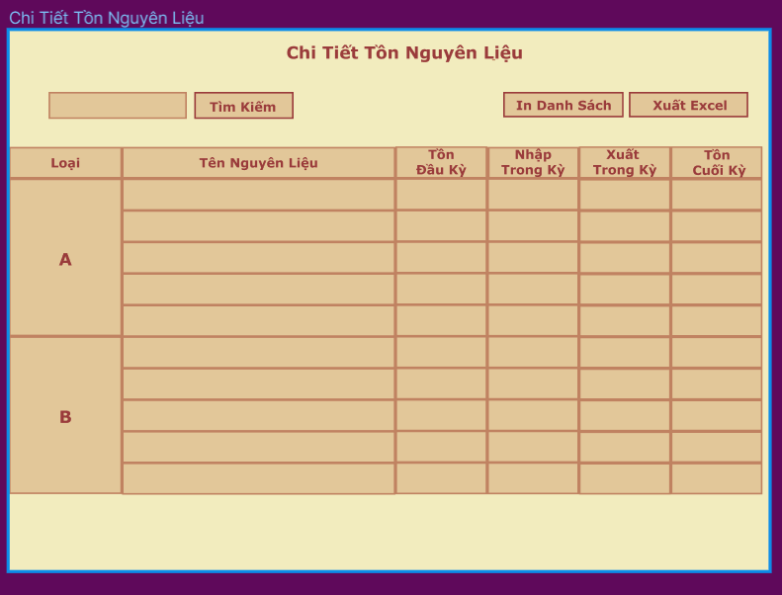 Chi Tiết Tồn Nguyên Liệu
Chi Tiết Tồn Nguyên Liệu
Tìm Kiếm
In Danh Sách
Xuất Excel
Loại
Tên Nguyên Liệu
Tồn
Đầu Kỳ
Nhập
Trong Kỳ
Xuất
Trong Kỳ
Tồn
Cuối Kỳ
A
B